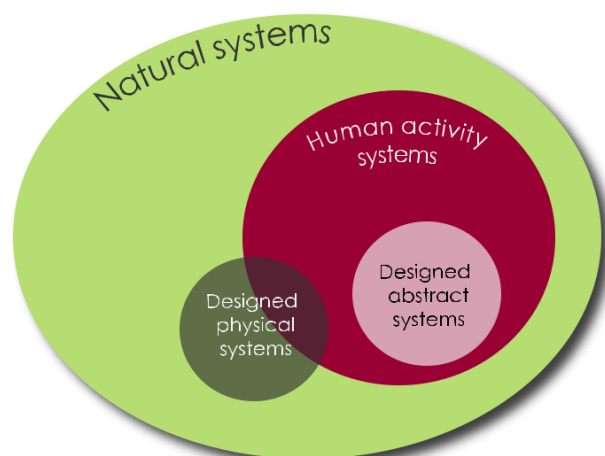 Natural systems
Human activity
systems
Designed
physical
systems
Designed
abstract
systems